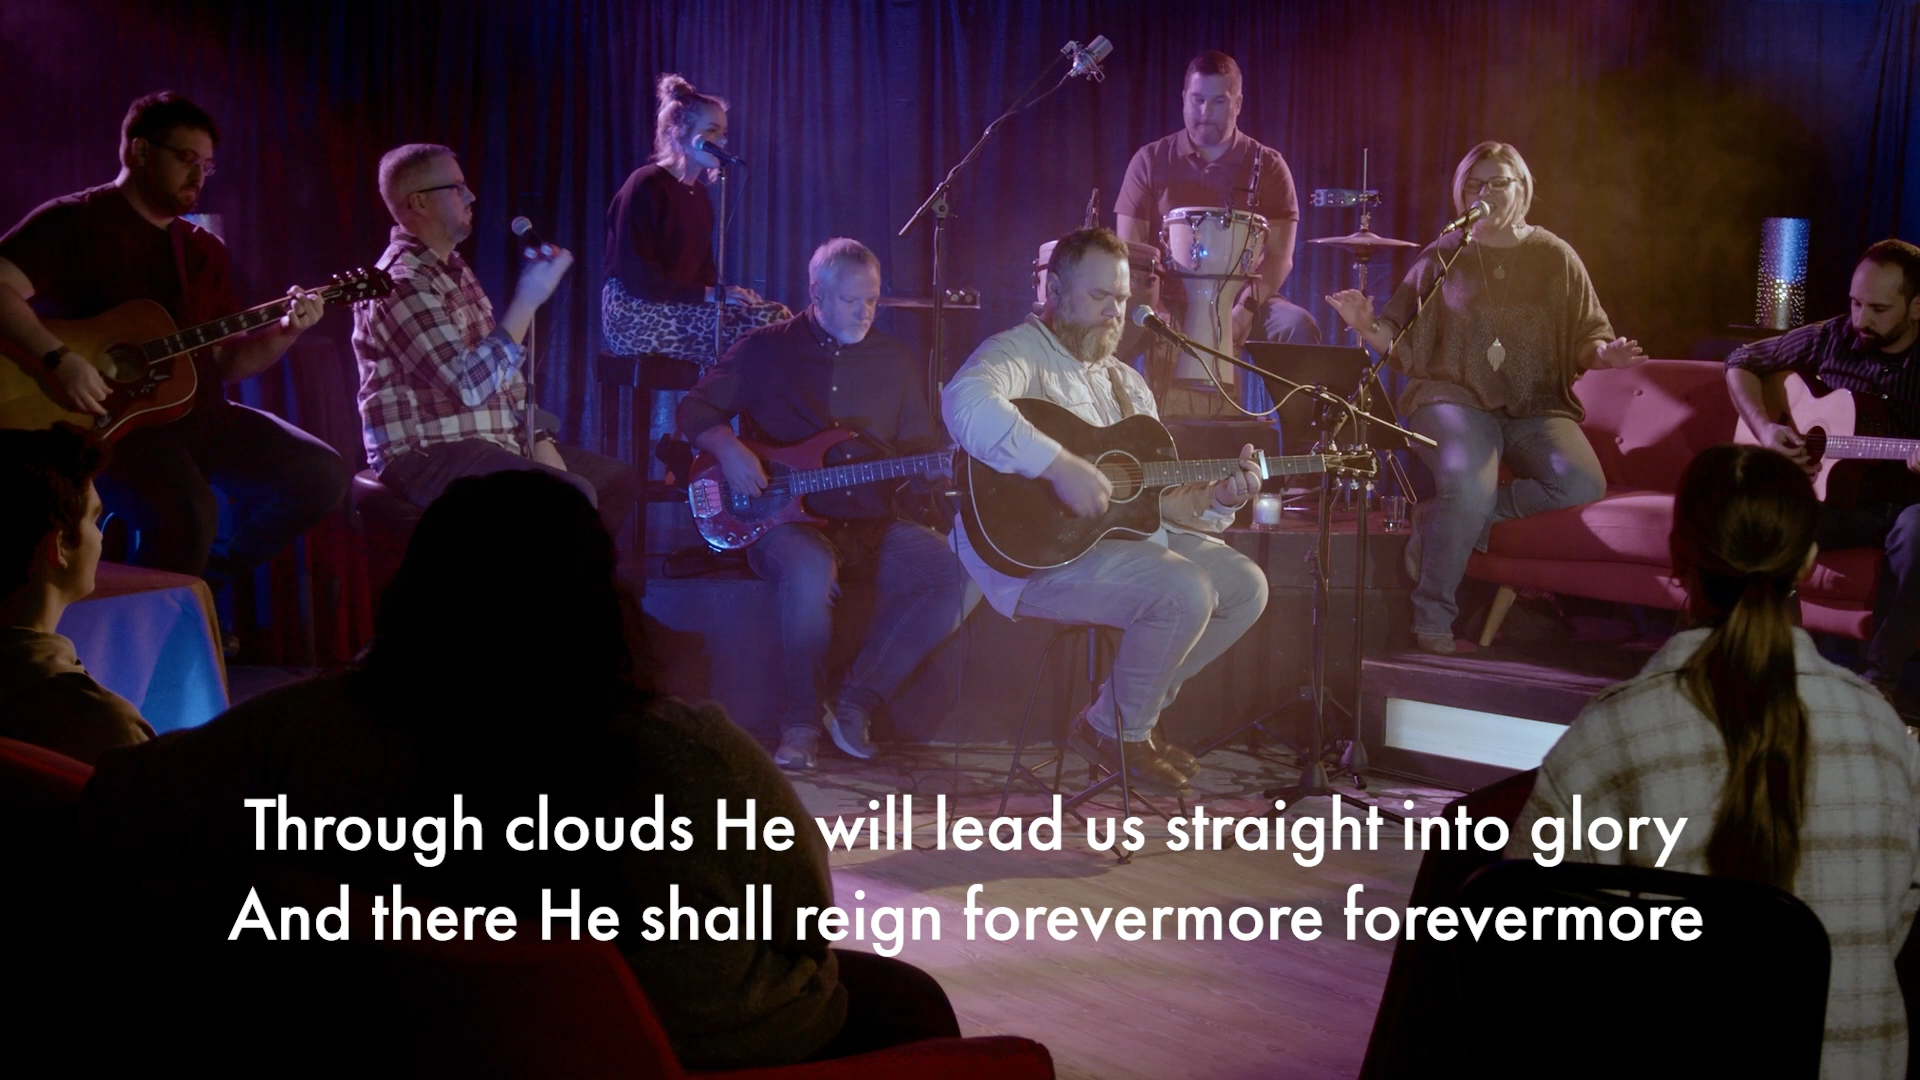 Through clouds He will lead us straight into glory
And there He shall reign forevermore forevermore